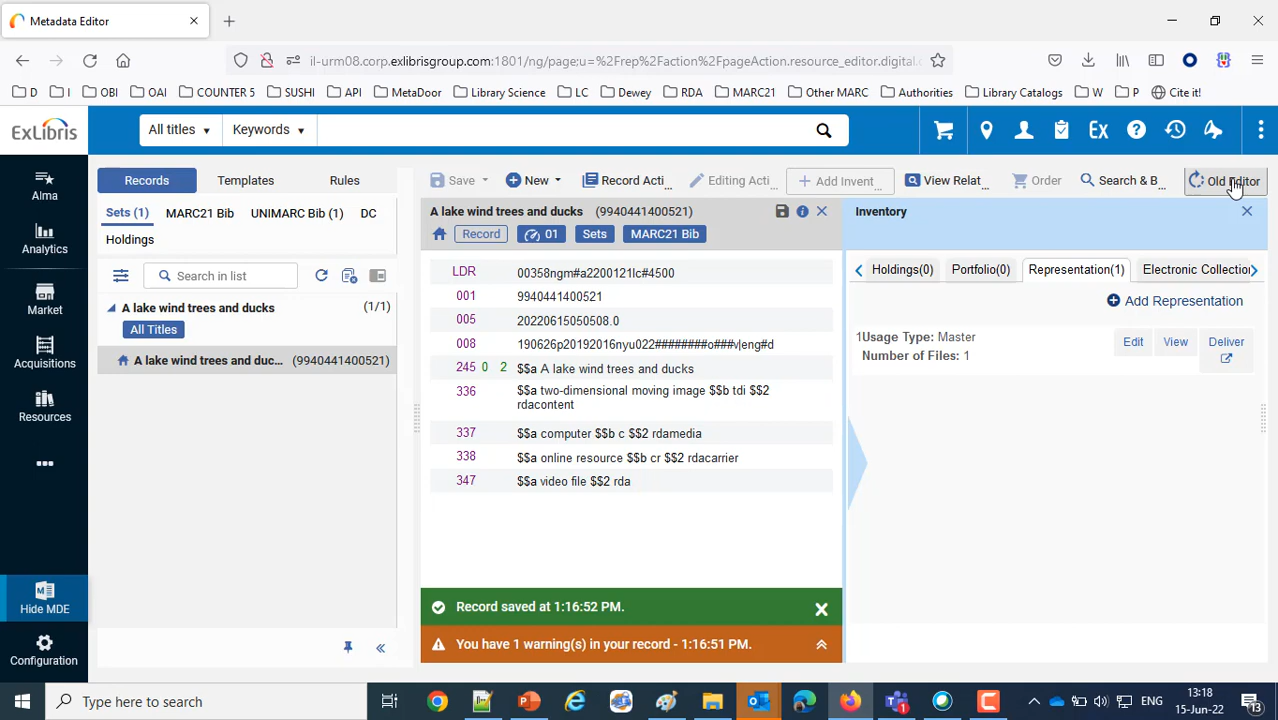 Metadata Editor
il-urm08.corp.exlibrisgroup.com:1801/ng/page;u=%2Frep%2Faction%2FpageAction.resource_editor.digital.
D I OBI OAI COUNTER 5 SUSHI API MetaDoor Library Science LC Dewey RDA MARC21 Other MARC Authorities Library Catalogs W P Cite it!
ExLibris All titles Keywords Ex
Alma
Analytics
Market
Acquisitions
Resources
Hide MDE
Configuration
Records Templates Rules
Sets (1) MARC21 Bib UNIMARC Bib (1) DC
Holdings
Search in list
A lake wind trees and ducks (1/1)
All Titles
A lake wind trees and duc... (9940441400521)
Save New Record Acti... Editing Acti... Add Invent... View Relat... Order Search & B... Old Editor
A lake wind trees and ducks (9940441400521)
Record 01 Sets MARC21 Bib
LDR 00358ngm#a2200121lc#4500
001 9940441400521
005 20220615050508.0
008 190626p20192016nyu022########o###v|eng#d
245 0 2 $$a A lake wind trees and ducks
336 $$a two-dimensional moving image $$b tdi $$2
rdacontent
337 $$a computer $$b c $$2 rdamedia
338 $$a online resource $$b cr $$2 rdacarrier
347 $$a video file $$2 rda
Record saved at 1:16:52 PM.
You have 1 warning(s) in your record - 1:16:51 PM.
Inventory
Holdings(0) Portfolio(0) Representation(1) Electronic Collectio
Add Representation
1Usage Type: Master
Number of Files: 1
Edit View Deliver
Type here to search
ENG
13:18
15-Jun-22
13
1